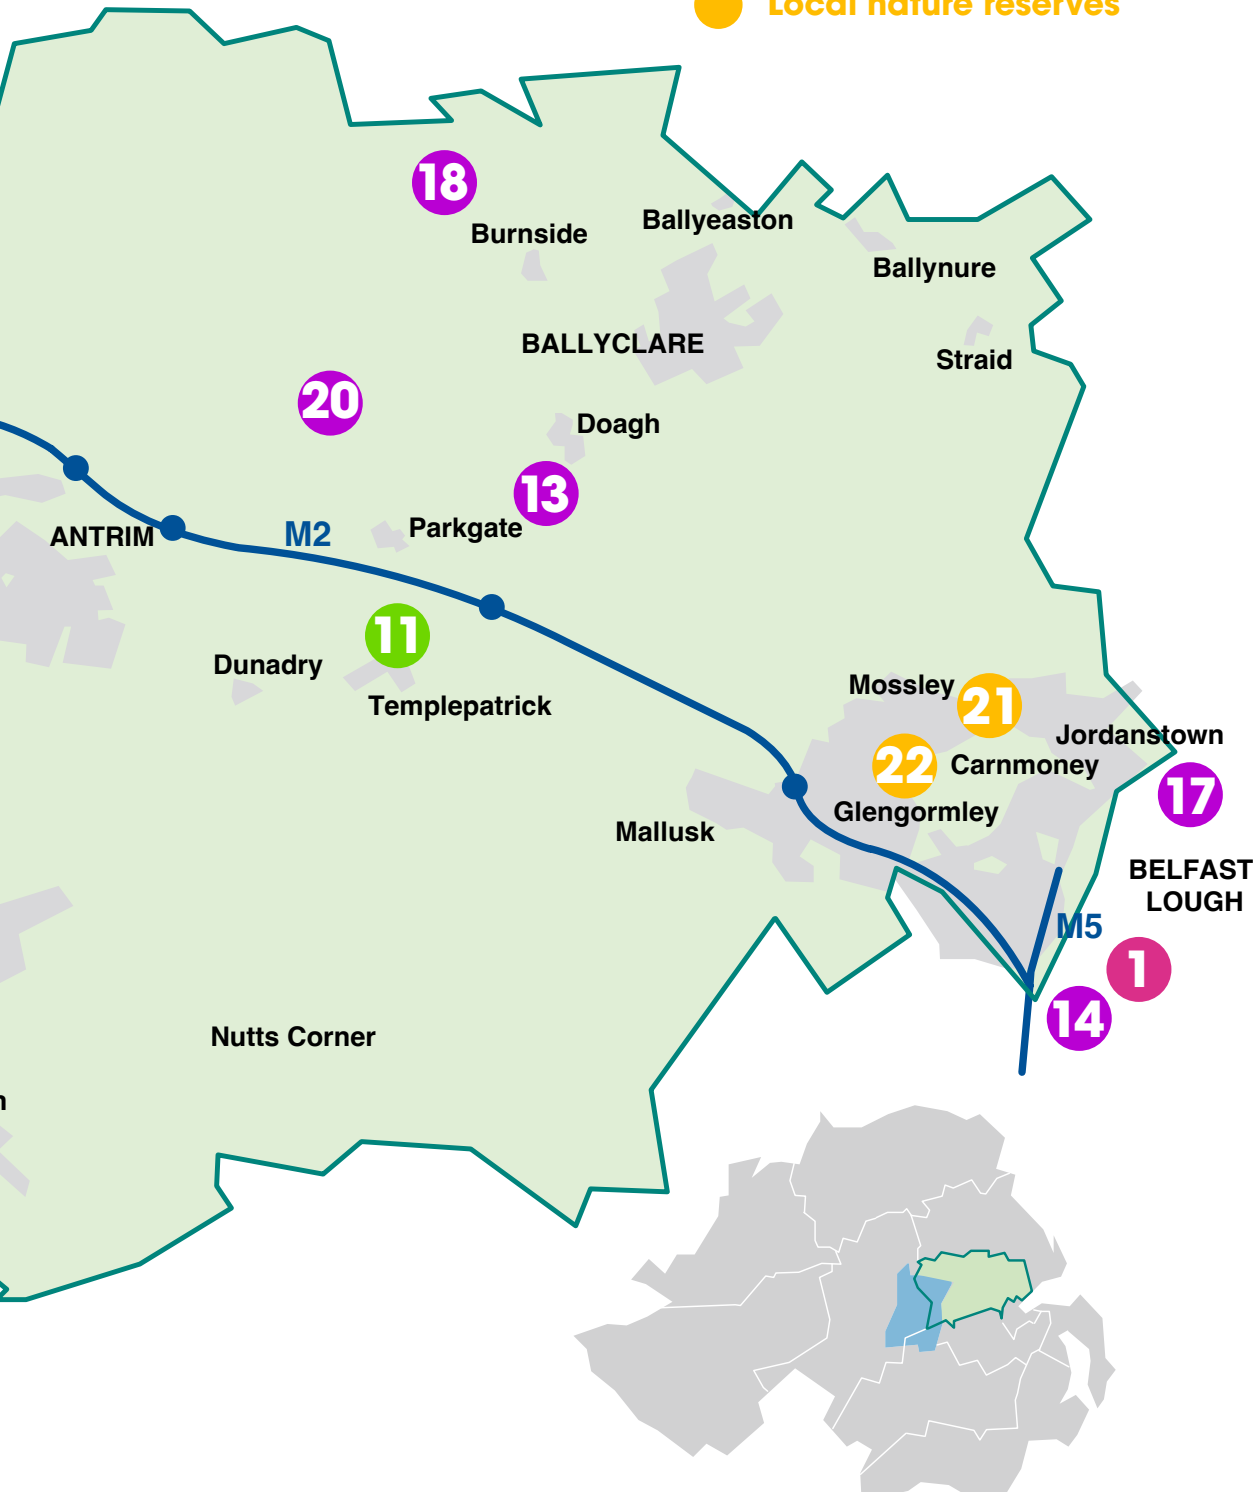 Local nature reserves
18
Burnside
Ballyeaston
Ballynure
BALLYCLARE
Straid
20
Doagh
13
Parkgate
ANTRIM
M2
11
Dunadry
Templepatrick
Mossley
21
Jordanstown
22
Carnmoney
17
Glengormley
Mallusk
BELFAST
LOUGH
M5
1
14
Nutts Corner